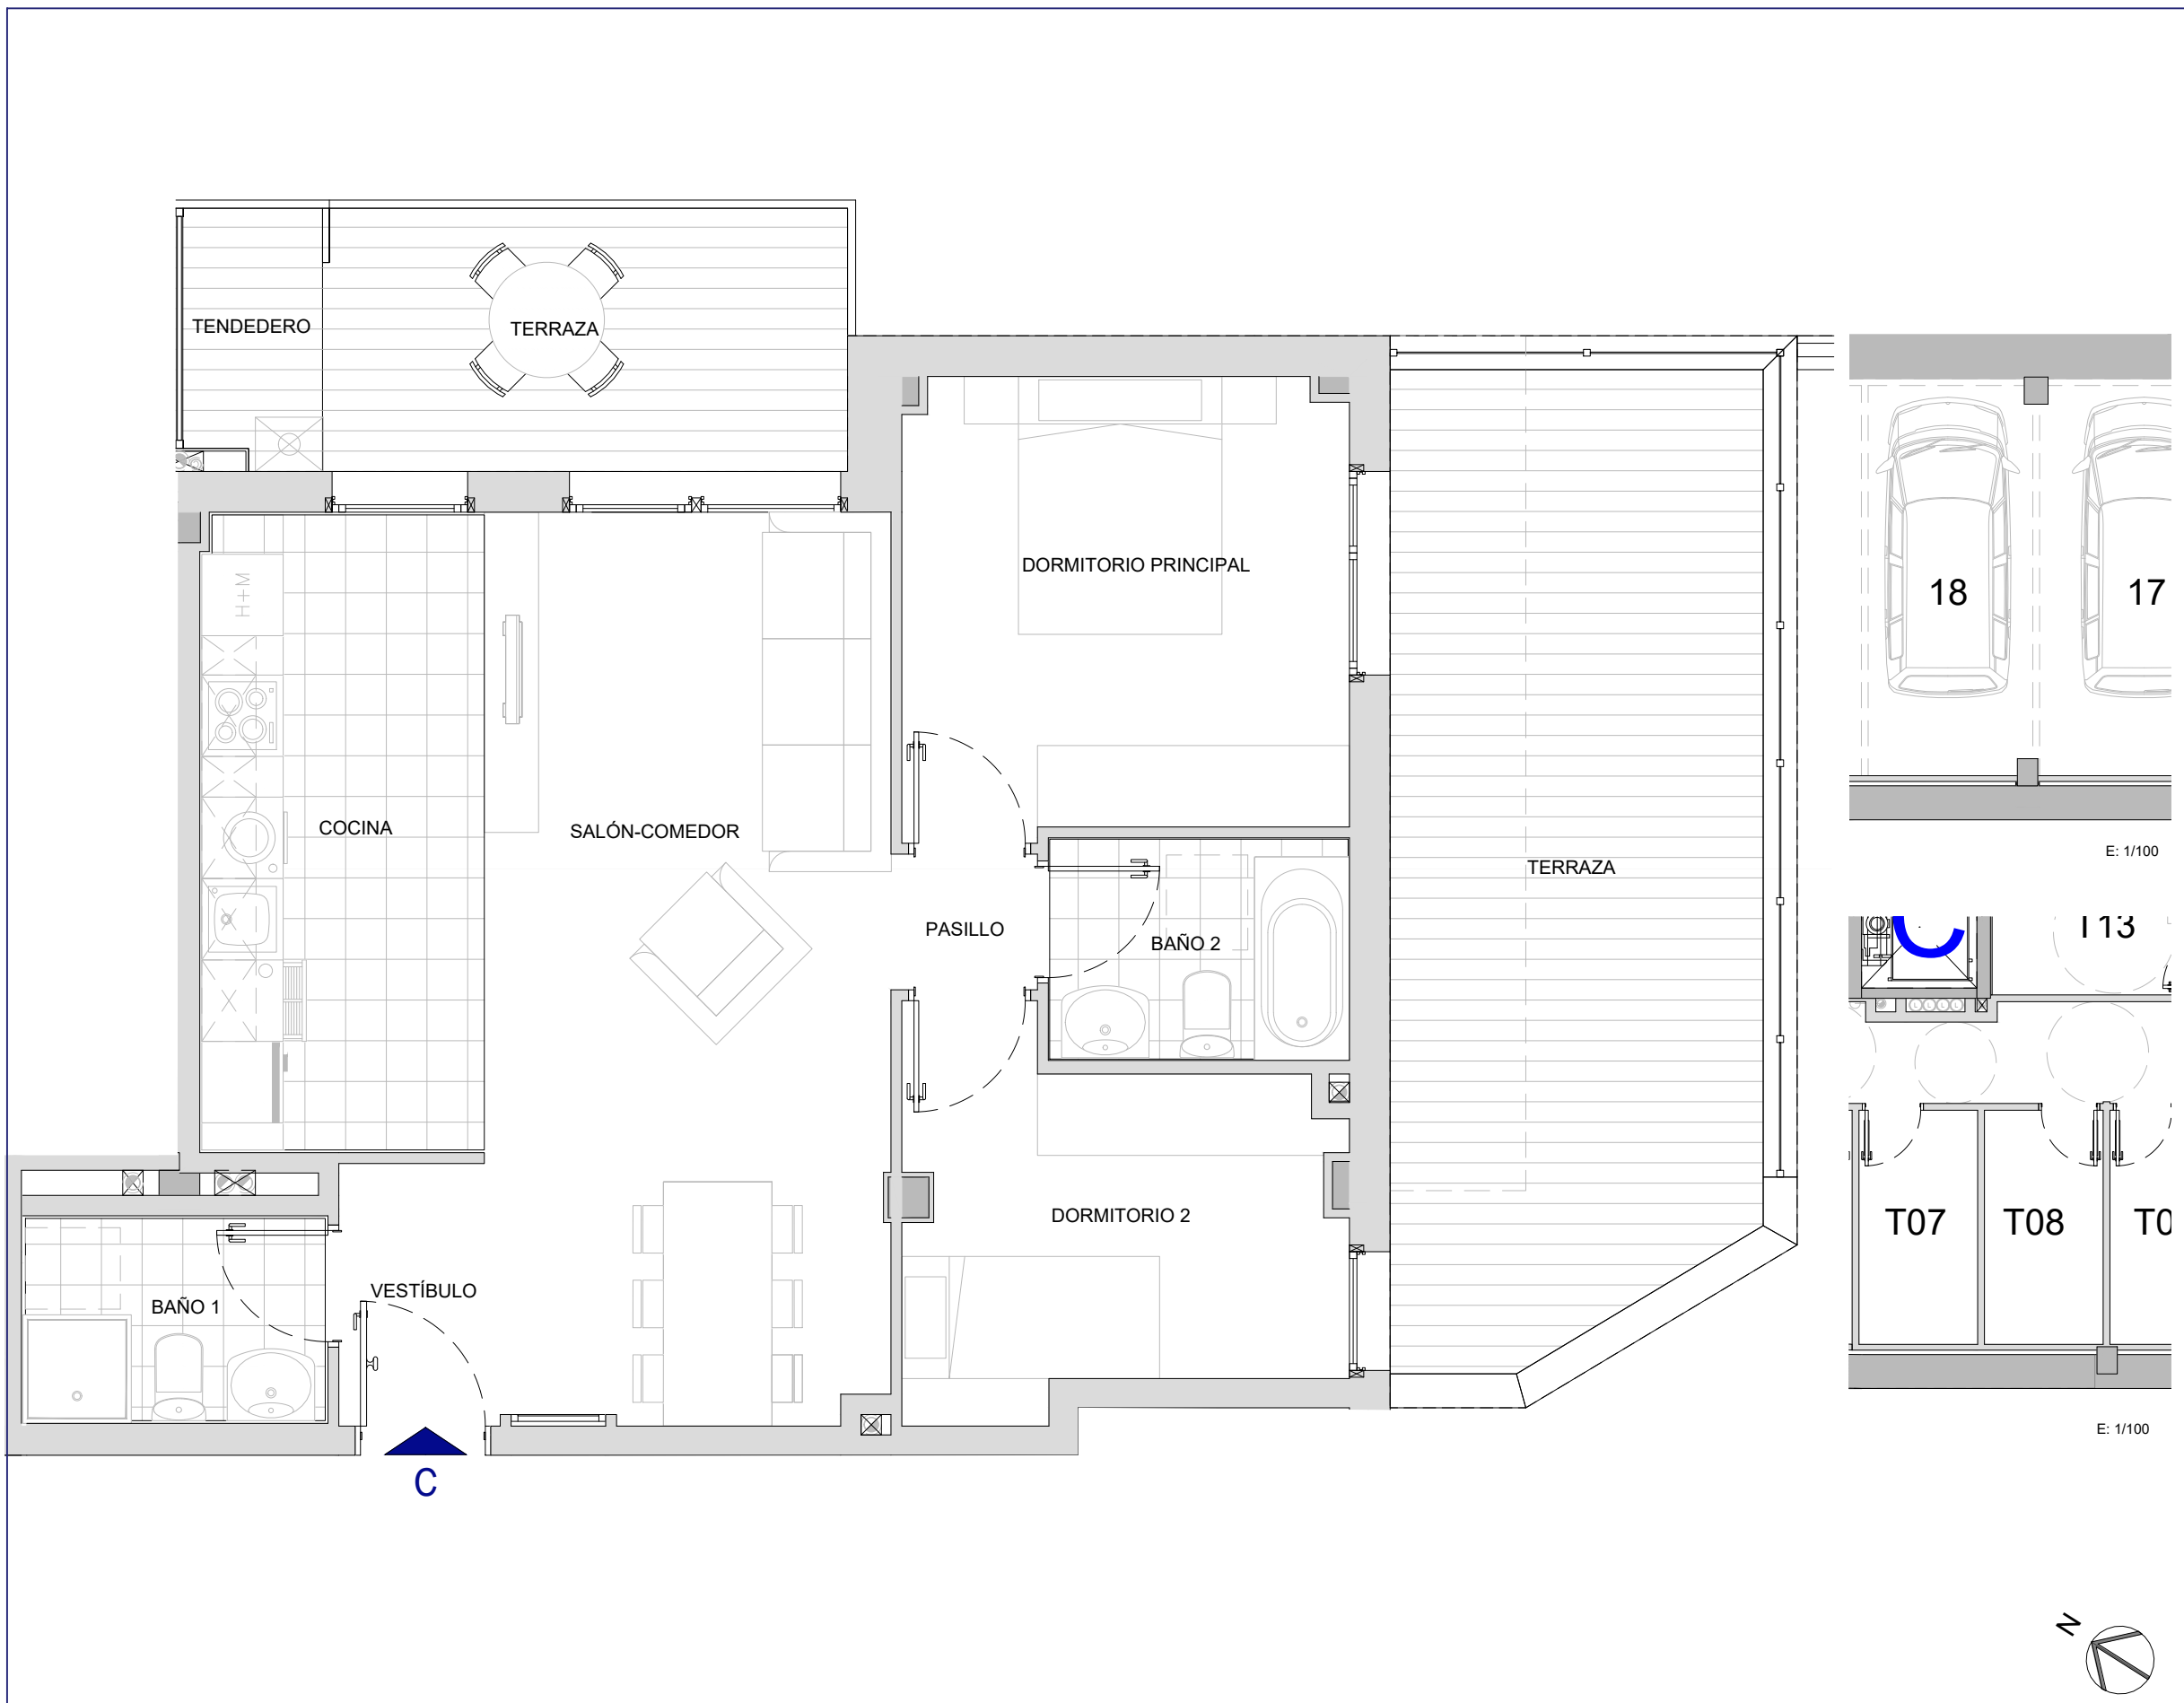 TENDEDERO
TERRAZA
DORMITORIO PRINCIPAL
H+M
COCINA
SALÓN-COMEDOR
PASILLO
BAÑO 2
TERRAZA
DORMITORIO 2
VESTÍBULO
BAÑO 1
C
18
17
E: 1/100
C
T13
T07
T08
T0
E: 1/100
N